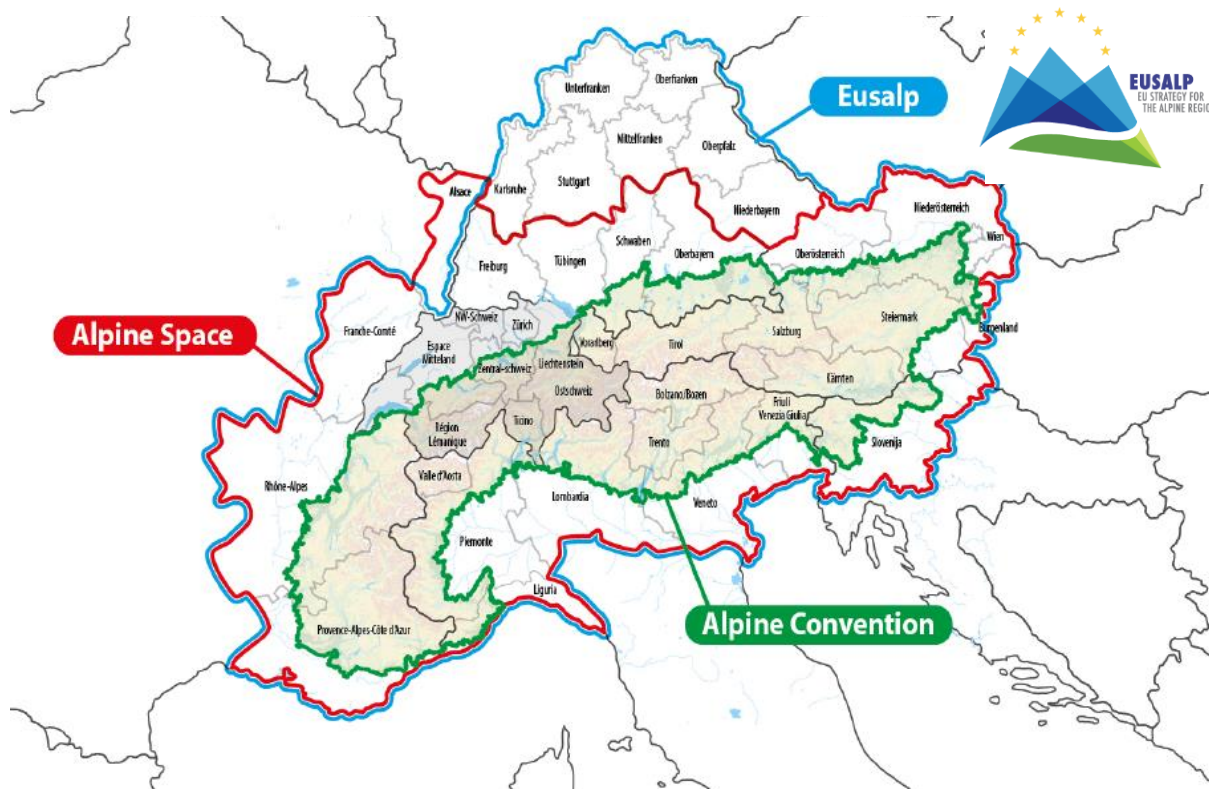 Unterfranken
Oberfranken
Eusalp
EUSALP
EU STRATEGY FOR
THE ALPINE REGIO
Mittelfranken
Oberpfalz
Alsace
Karlsruhe
Stuttgart
Niederbayern
Niederösterreich
Wien
Schwaben
Oberbayern
Oberösterreich
Freiburg
Tübingen
Alpine Space
Franche-Comté
NW-Schweiz
Zürich
Espace
Mitteland
Zentral-schweiz
Liechtenstein
Vorarlberg
Tirol
Salzburg
Steiermark
Burgenland
Ostschweiz
Kärnten
Région
Lémanique
Ticino
Bolzano/Bozen
Friuli
Venezia Giulia
Trento
Slovenija
Valle d'Aosta
Rhône-Alpes
Lombardia
Veneto
Piemonte
Liguria
Provence-Alpes-Côte d'Azur
Alpine Convention